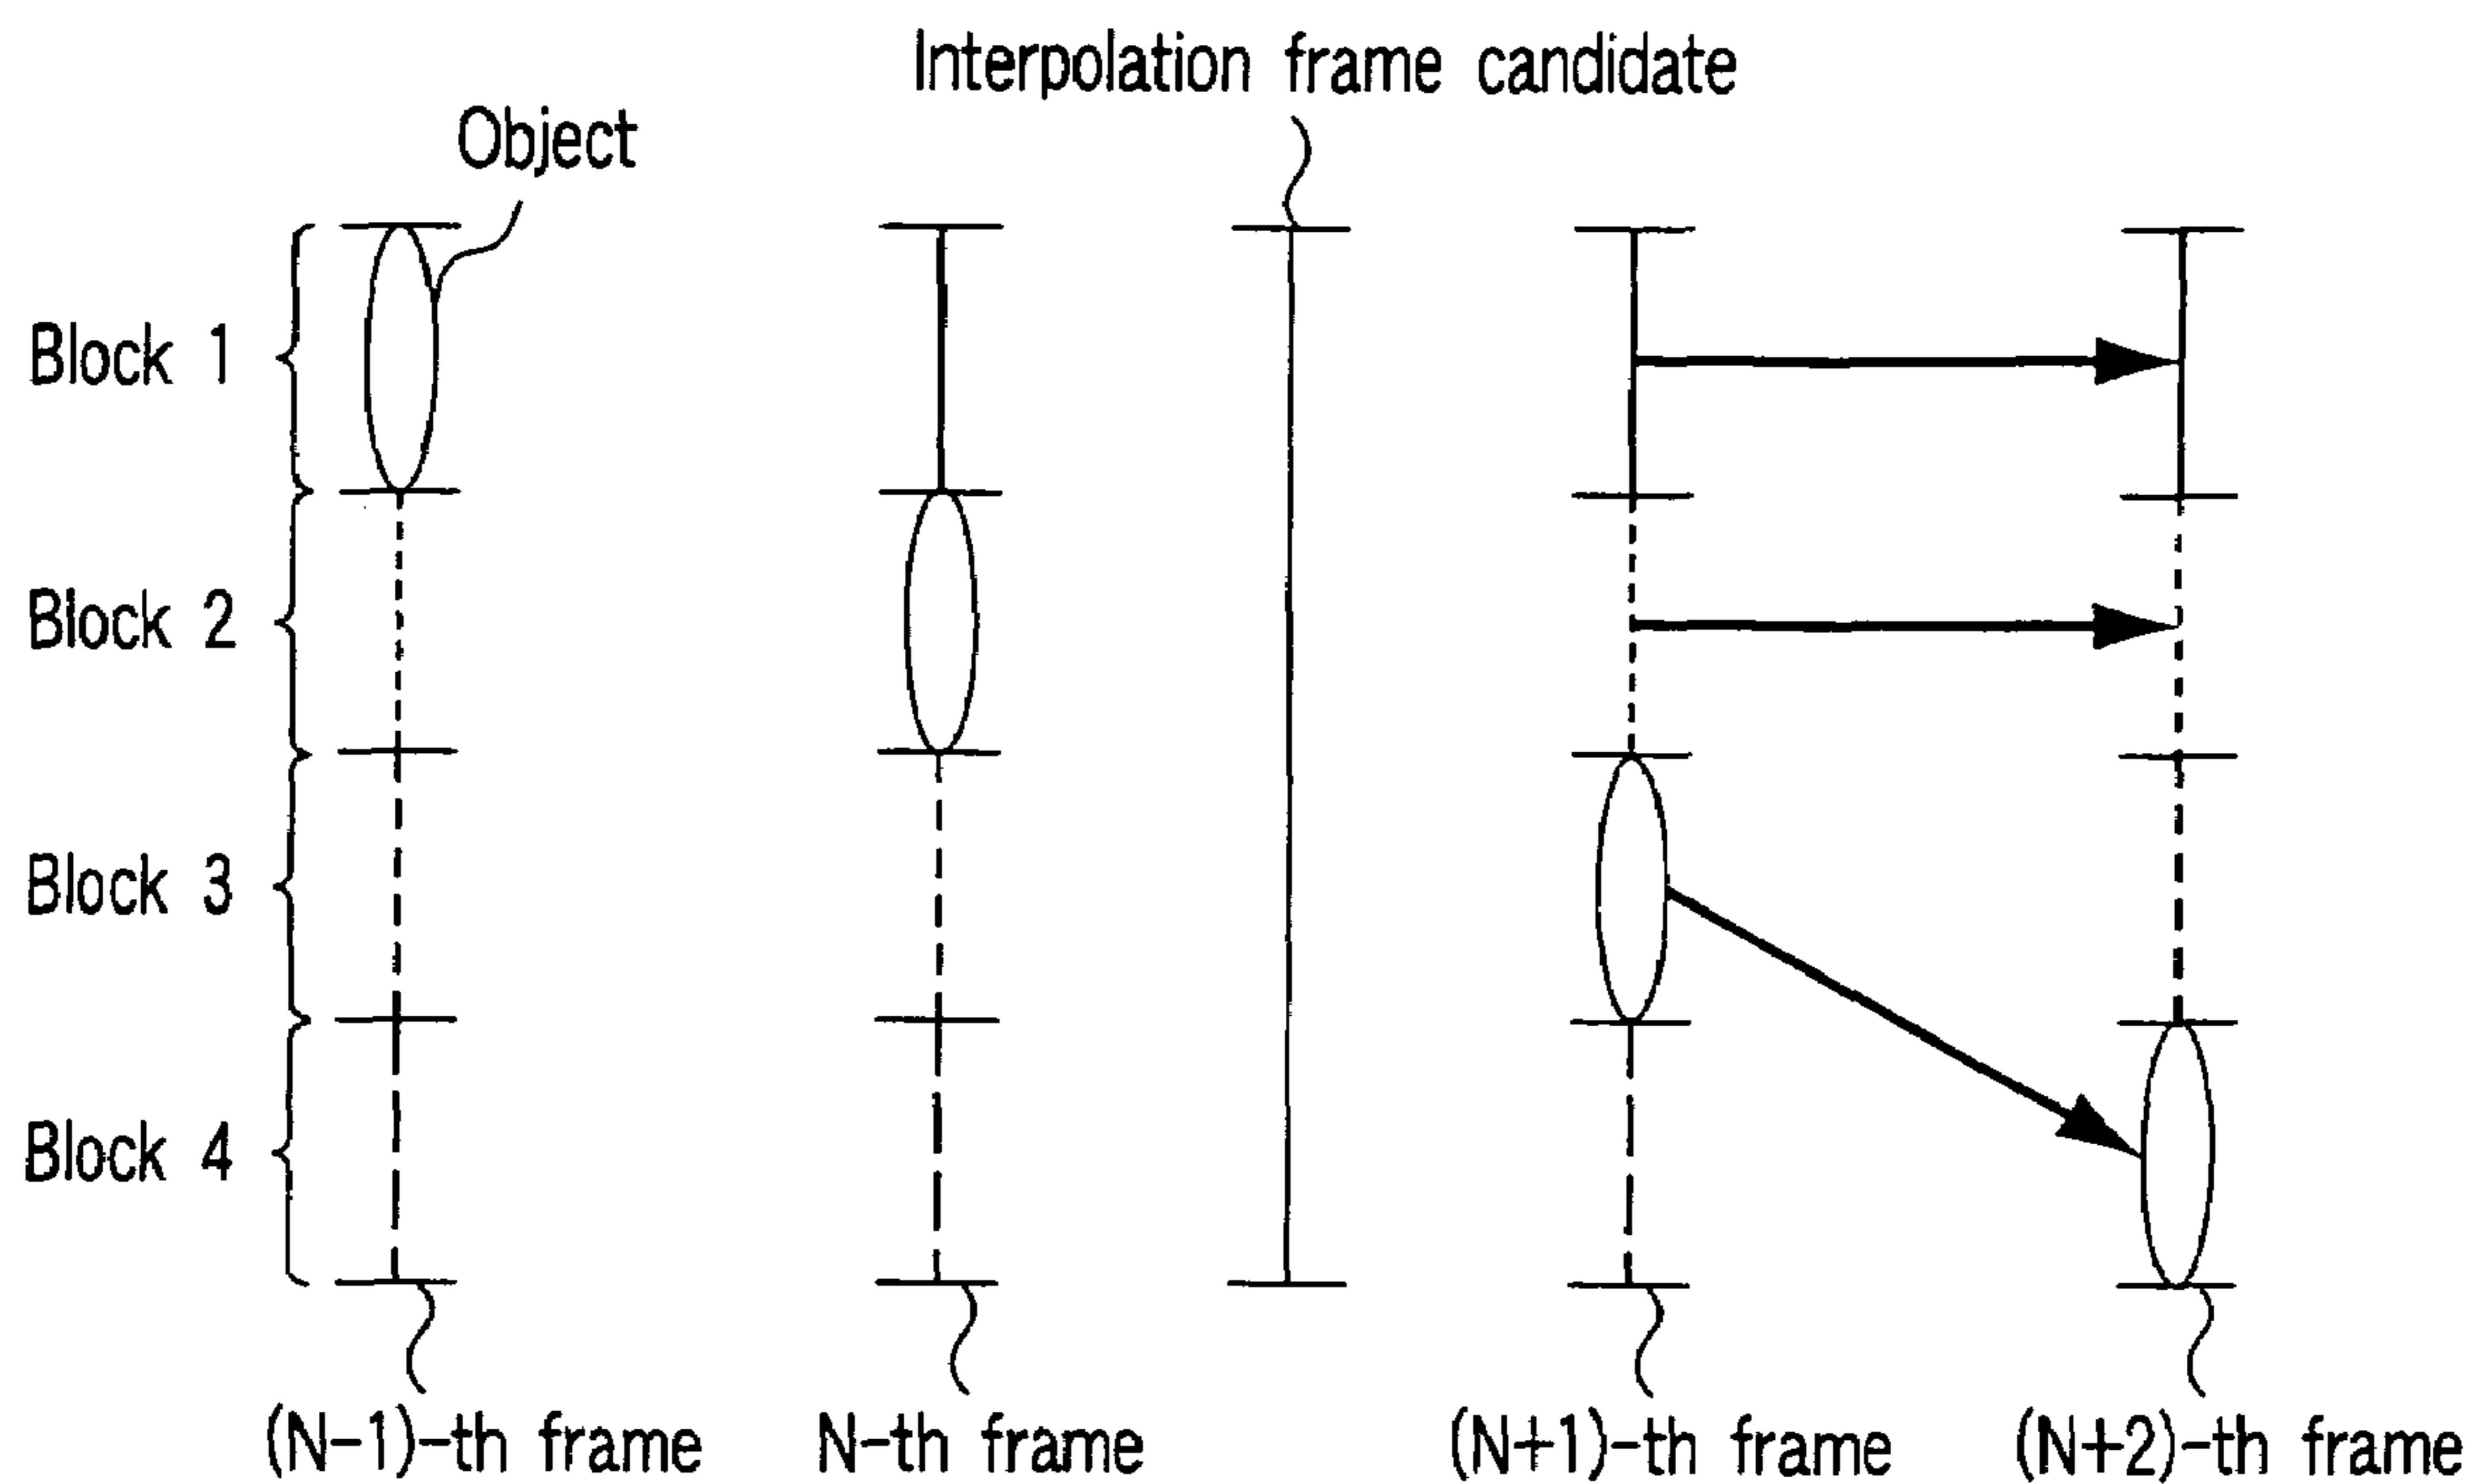 Interpolation frame candidate
Object
Block 1
Block 2
Block 3
Block 4
(N-1)-th frame
N-th frame
(N+1)-th frame
(N+2)-th frame